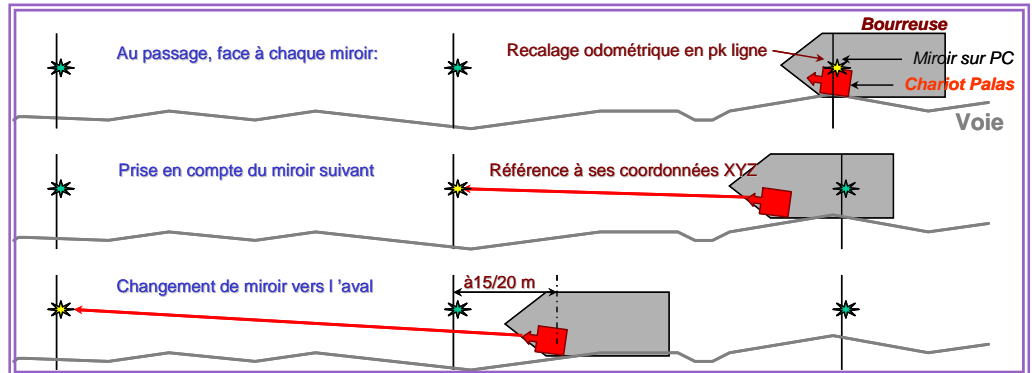 Bourreuse
Au passage, face à chaque miroir:
Recalage odométrique en pk ligne
Miroir sur PC
Chariot Palas
Voie
Prise en compte du miroir suivant
Référence à ses coordonnées XYZ
Changement de miroir vers l 'aval
à15/20 m